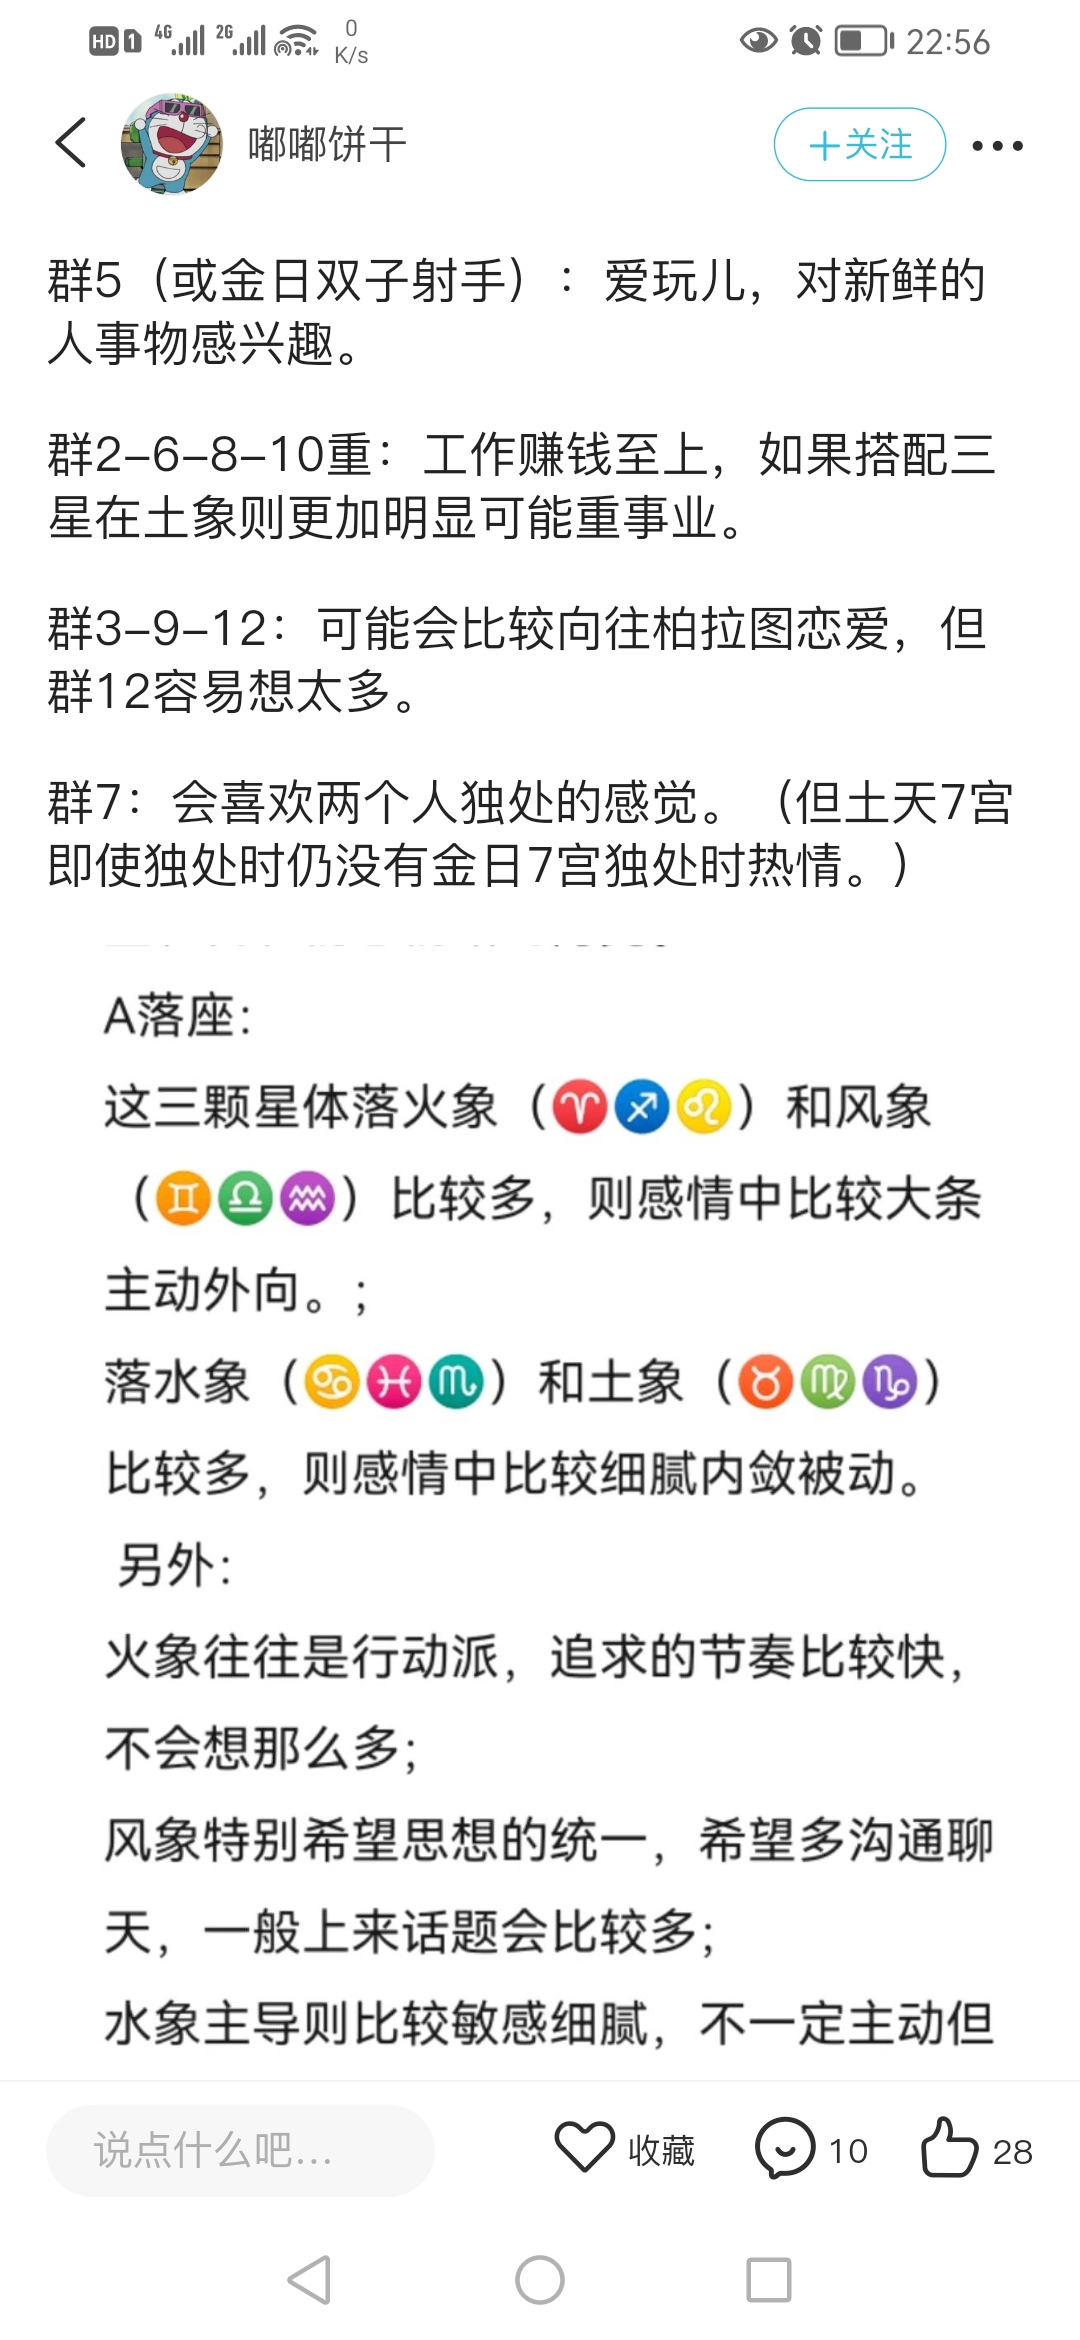 HD 1 4G 2G 0 K/s 22:56
嘟嘟饼干 +关注
群5（或金日双子射手）：爱玩儿，对新鲜的
人事物感兴趣。
群2-6-8-10重：工作赚钱至上，如果搭配三
星在土象则更加明显可能重事业。
群3-9-12：可能会比较向往柏拉图恋爱，但
群12容易想太多。
群7：会喜欢两个人独处的感觉。（但土天7宫
即使独处时仍没有金日7宫独处时热情。）
A落座：
这三颗星体落火象（♈♐♌）和风象
（♊♎♒）比较多，则感情中比较大条
主动外向。；
落水象（♋♓♏）和土象（♉♍♑）
比较多，则感情中比较细腻内敛被动。
另外：
火象往往是行动派，追求的节奏比较快，
不会想那么多；
风象特别希望思想的统一，希望多沟通聊
天，一般上来话题会比较多；
水象主导则比较敏感细腻，不一定主动但
说点什么吧... 收藏 10 28